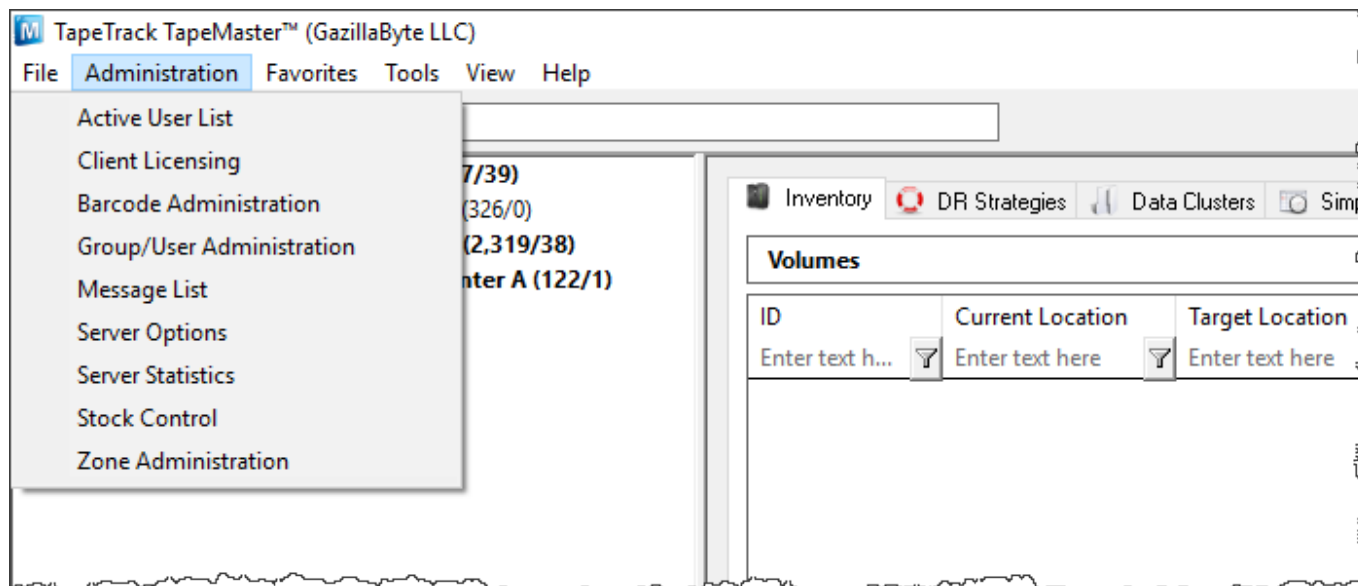 TapeTrack TapeMaster™ (GazillaByte LLC)
File Administration Favorites Tools View Help
Active User List
Client Licensing
Barcode Administration
Group/User Administration
Message List
Server Options
Server Statistics
Stock Control
Zone Administration
7/39)
(326/0)
(2,319/38)
nter A (122/1)
Inventory DR Strategies Data Clusters Simp
Volumes
ID Current Location Target Location
Enter text h... Enter text here Enter text here